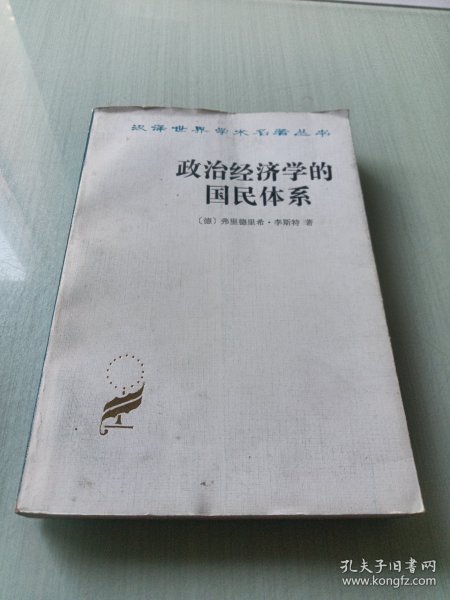 汉译世界学术名著丛书
政治经济学的
国民体系
〔德〕弗里德里希·李斯特 著
孔夫子旧书网
www.kongfz.com